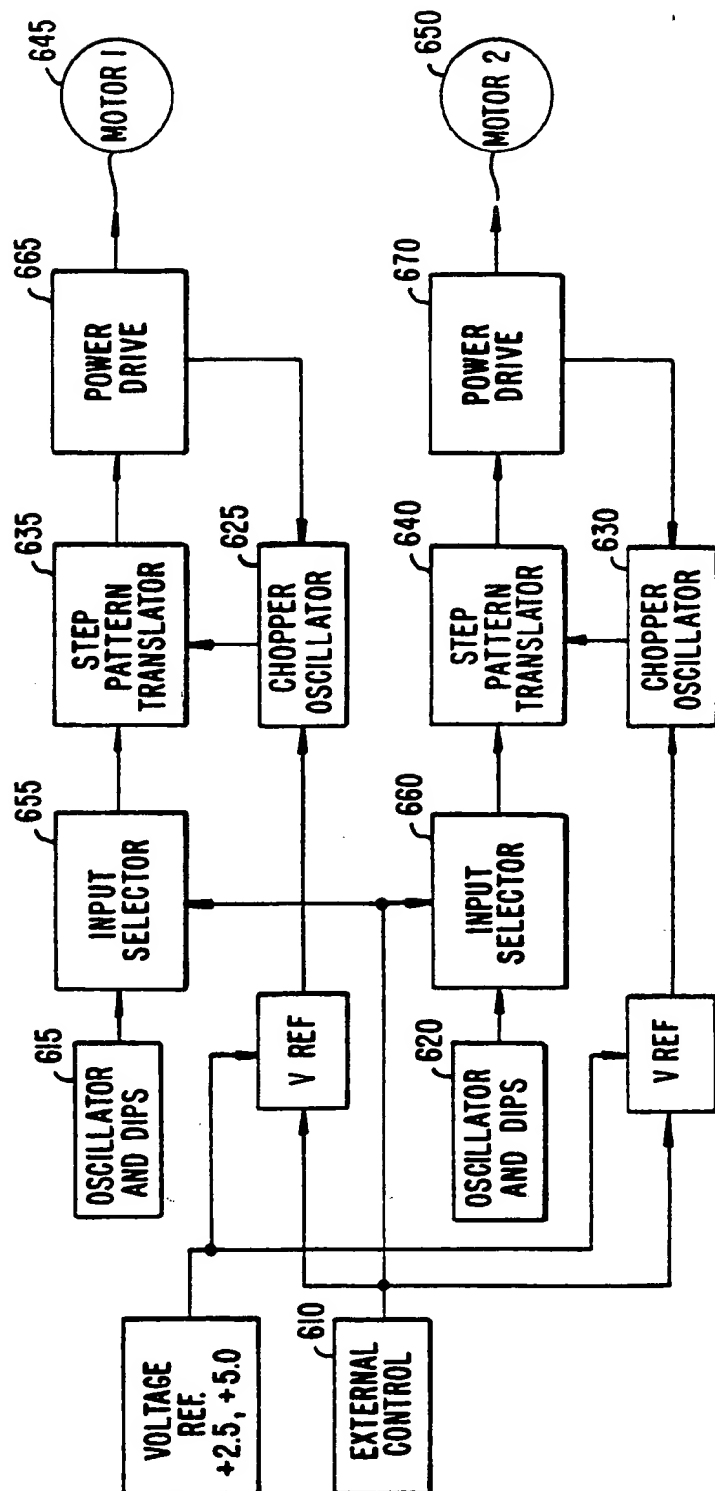 VOLTAGE
REF.
+2.5, +5.0
610
EXTERNAL
CONTROL
615
OSCILLATOR
AND DIPS
655
INPUT
SELECTOR
635
STEP
PATTERN
TRANSLATOR
665
POWER
DRIVE
645
MOTOR 1
V REF
625
CHOPPER
OSCILLATOR
620
OSCILLATOR
AND DIPS
660
INPUT
SELECTOR
640
STEP
PATTERN
TRANSLATOR
670
POWER
DRIVE
650
MOTOR 2
V REF
630
CHOPPER
OSCILLATOR